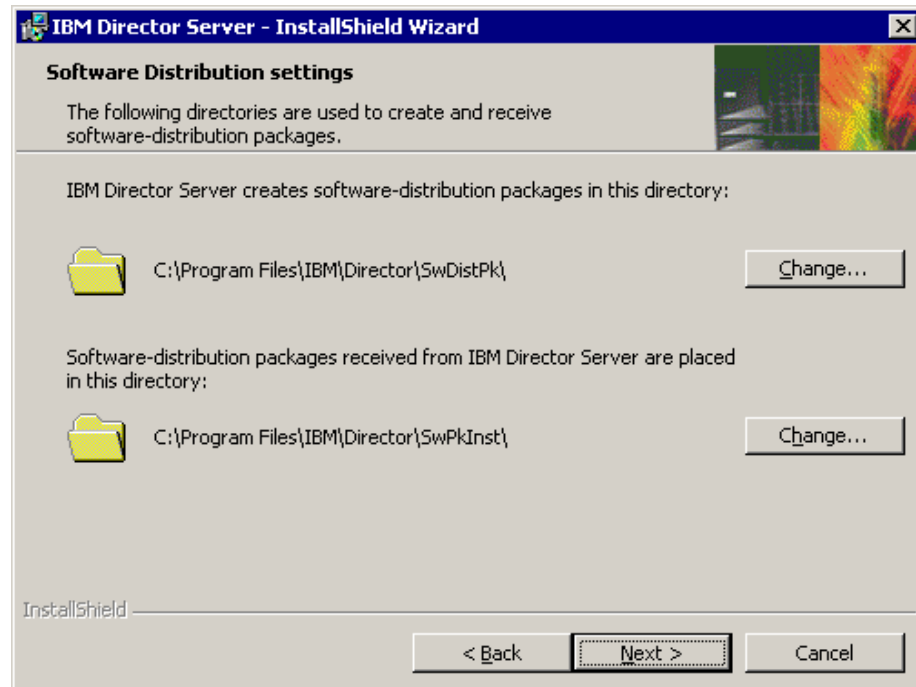 IBM Director Server - InstallShield Wizard
Software Distribution settings
The following directories are used to create and receive
software-distribution packages.
IBM Director Server creates software-distribution packages in this directory:
C:\Program Files\IBM\Director\SwDistPk\
Change...
Software-distribution packages received from IBM Director Server are placed
in this directory:
C:\Program Files\IBM\Director\SwPkInst\
Change...
InstallShield
< Back
Next >
Cancel